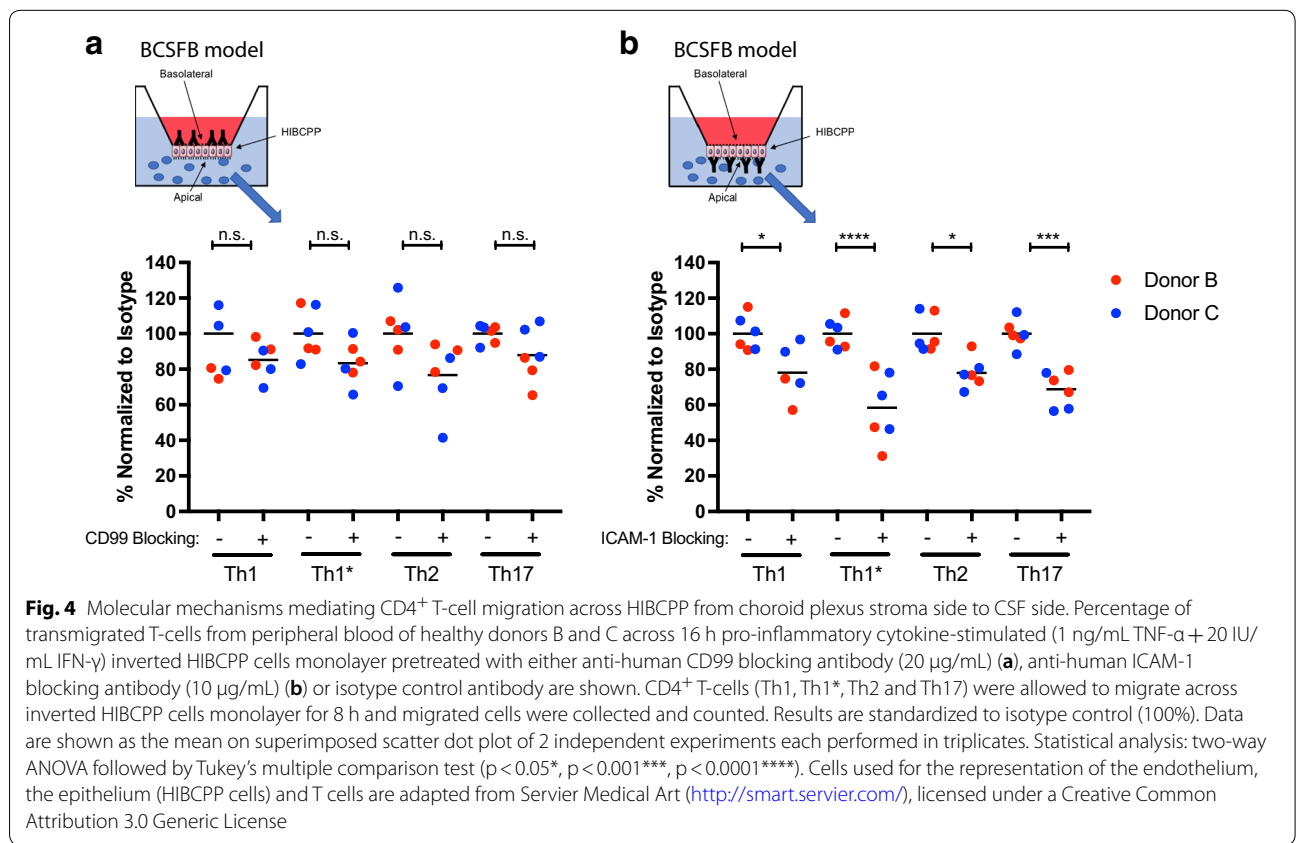 a
BCSFB model
Basolateral
HIBCPP
Apical
n.s. n.s. n.s. n.s.
% Normalized to Isotype
140
120
100
80
60
40
20
0
CD99 Blocking: - + - + - + - +
Th1 Th1* Th2 Th17
b
BCSFB model
Basolateral
HIBCPP
Apical
* **** * ***
% Normalized to Isotype
140
120
100
80
60
40
20
0
ICAM-1 Blocking: - + - + - + - +
Th1 Th1* Th2 Th17
Donor B
Donor C
Fig. 4 Molecular mechanisms mediating CD4+ T-cell migration across HIBCPP from choroid plexus stroma side to CSF side. Percentage of
transmigrated T-cells from peripheral blood of healthy donors B and C across 16 h pro-inflammatory cytokine-stimulated (1 ng/mL TNF-α + 20 IU/
mL IFN-γ) inverted HIBCPP cells monolayer pretreated with either anti-human CD99 blocking antibody (20 μg/mL) (a), anti-human ICAM-1
blocking antibody (10 μg/mL) (b) or isotype control antibody are shown. CD4+ T-cells (Th1, Th1*, Th2 and Th17) were allowed to migrate across
inverted HIBCPP cells monolayer for 8 h and migrated cells were collected and counted. Results are standardized to isotype control (100%). Data
are shown as the mean on superimposed scatter dot plot of 2 independent experiments each performed in triplicates. Statistical analysis: two-way
ANOVA followed by Tukey's multiple comparison test (p < 0.05*, p < 0.001***, p < 0.0001****). Cells used for the representation of the endothelium,
the epithelium (HIBCPP cells) and T cells are adapted from Servier Medical Art (http://smart.servier.com/), licensed under a Creative Common
Attribution 3.0 Generic License